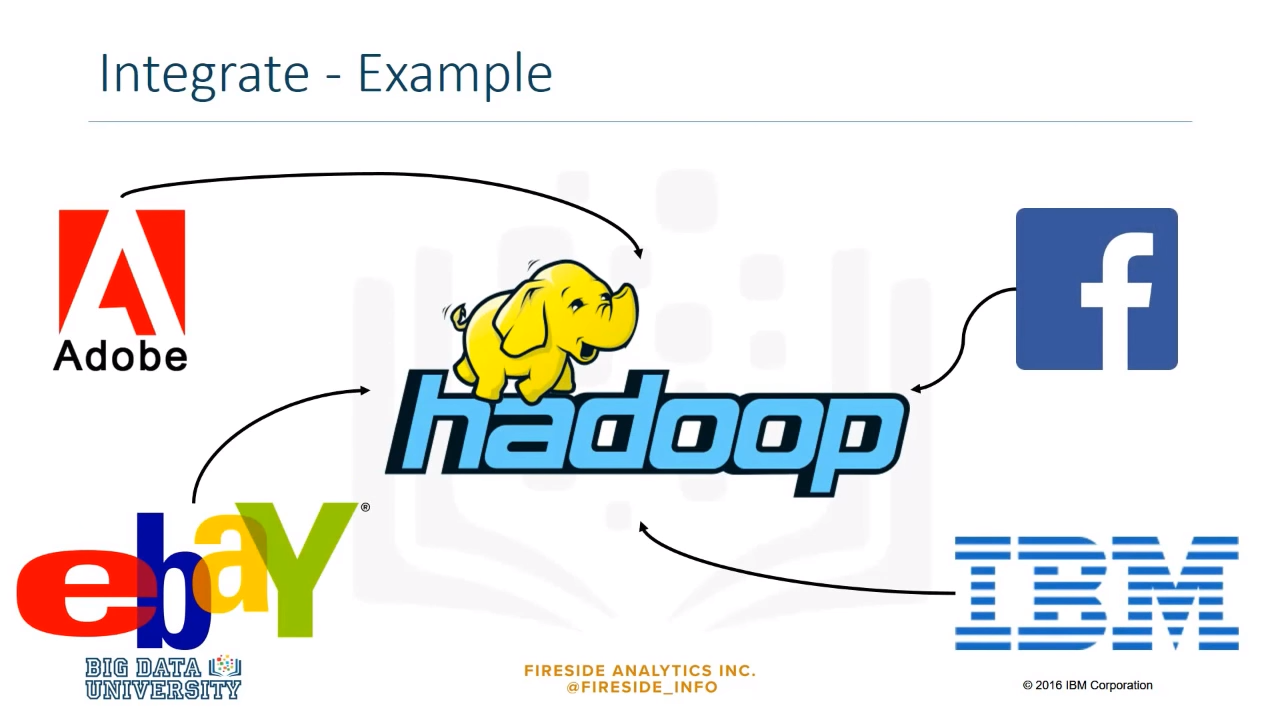 Integrate - Example
Adobe
f
hadoop
ebaY®
IBM
BIG DATA
UNIVERSITY
FIRESIDE ANALYTICS INC.
@FIRESIDE_INFO
© 2016 IBM Corporation